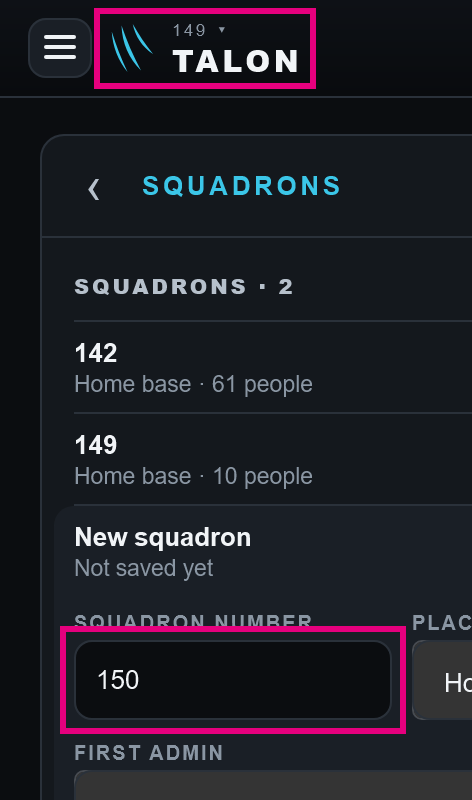 149 ▾
TALON
‹ SQUADRONS
SQUADRONS · 2
142
Home base · 61 people
149
Home base · 10 people
New squadron
Not saved yet
SQUADRON NUMBER
150
FIRST ADMIN